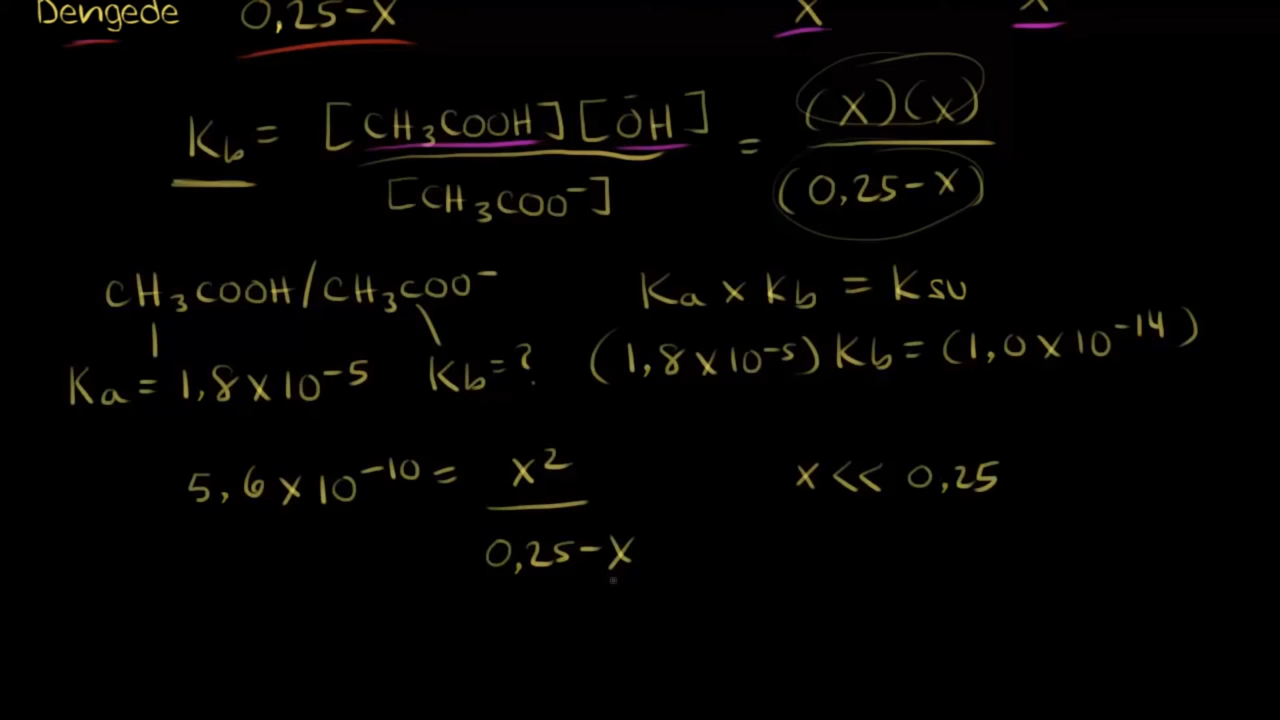 Dengede 0,25-X X X
Kb = [CH₃COOH][OH⁻] / [CH₃COO⁻] = (X)(X) / (0,25-X)
CH₃COOH/CH₃COO⁻ Ka x Kb = Ksu
Ka = 1,8x10⁻⁵ Kb=? (1,8x10⁻⁵) Kb = (1,0x10⁻¹⁴)
5,6x10⁻¹⁰ = X² / 0,25-X X << 0,25